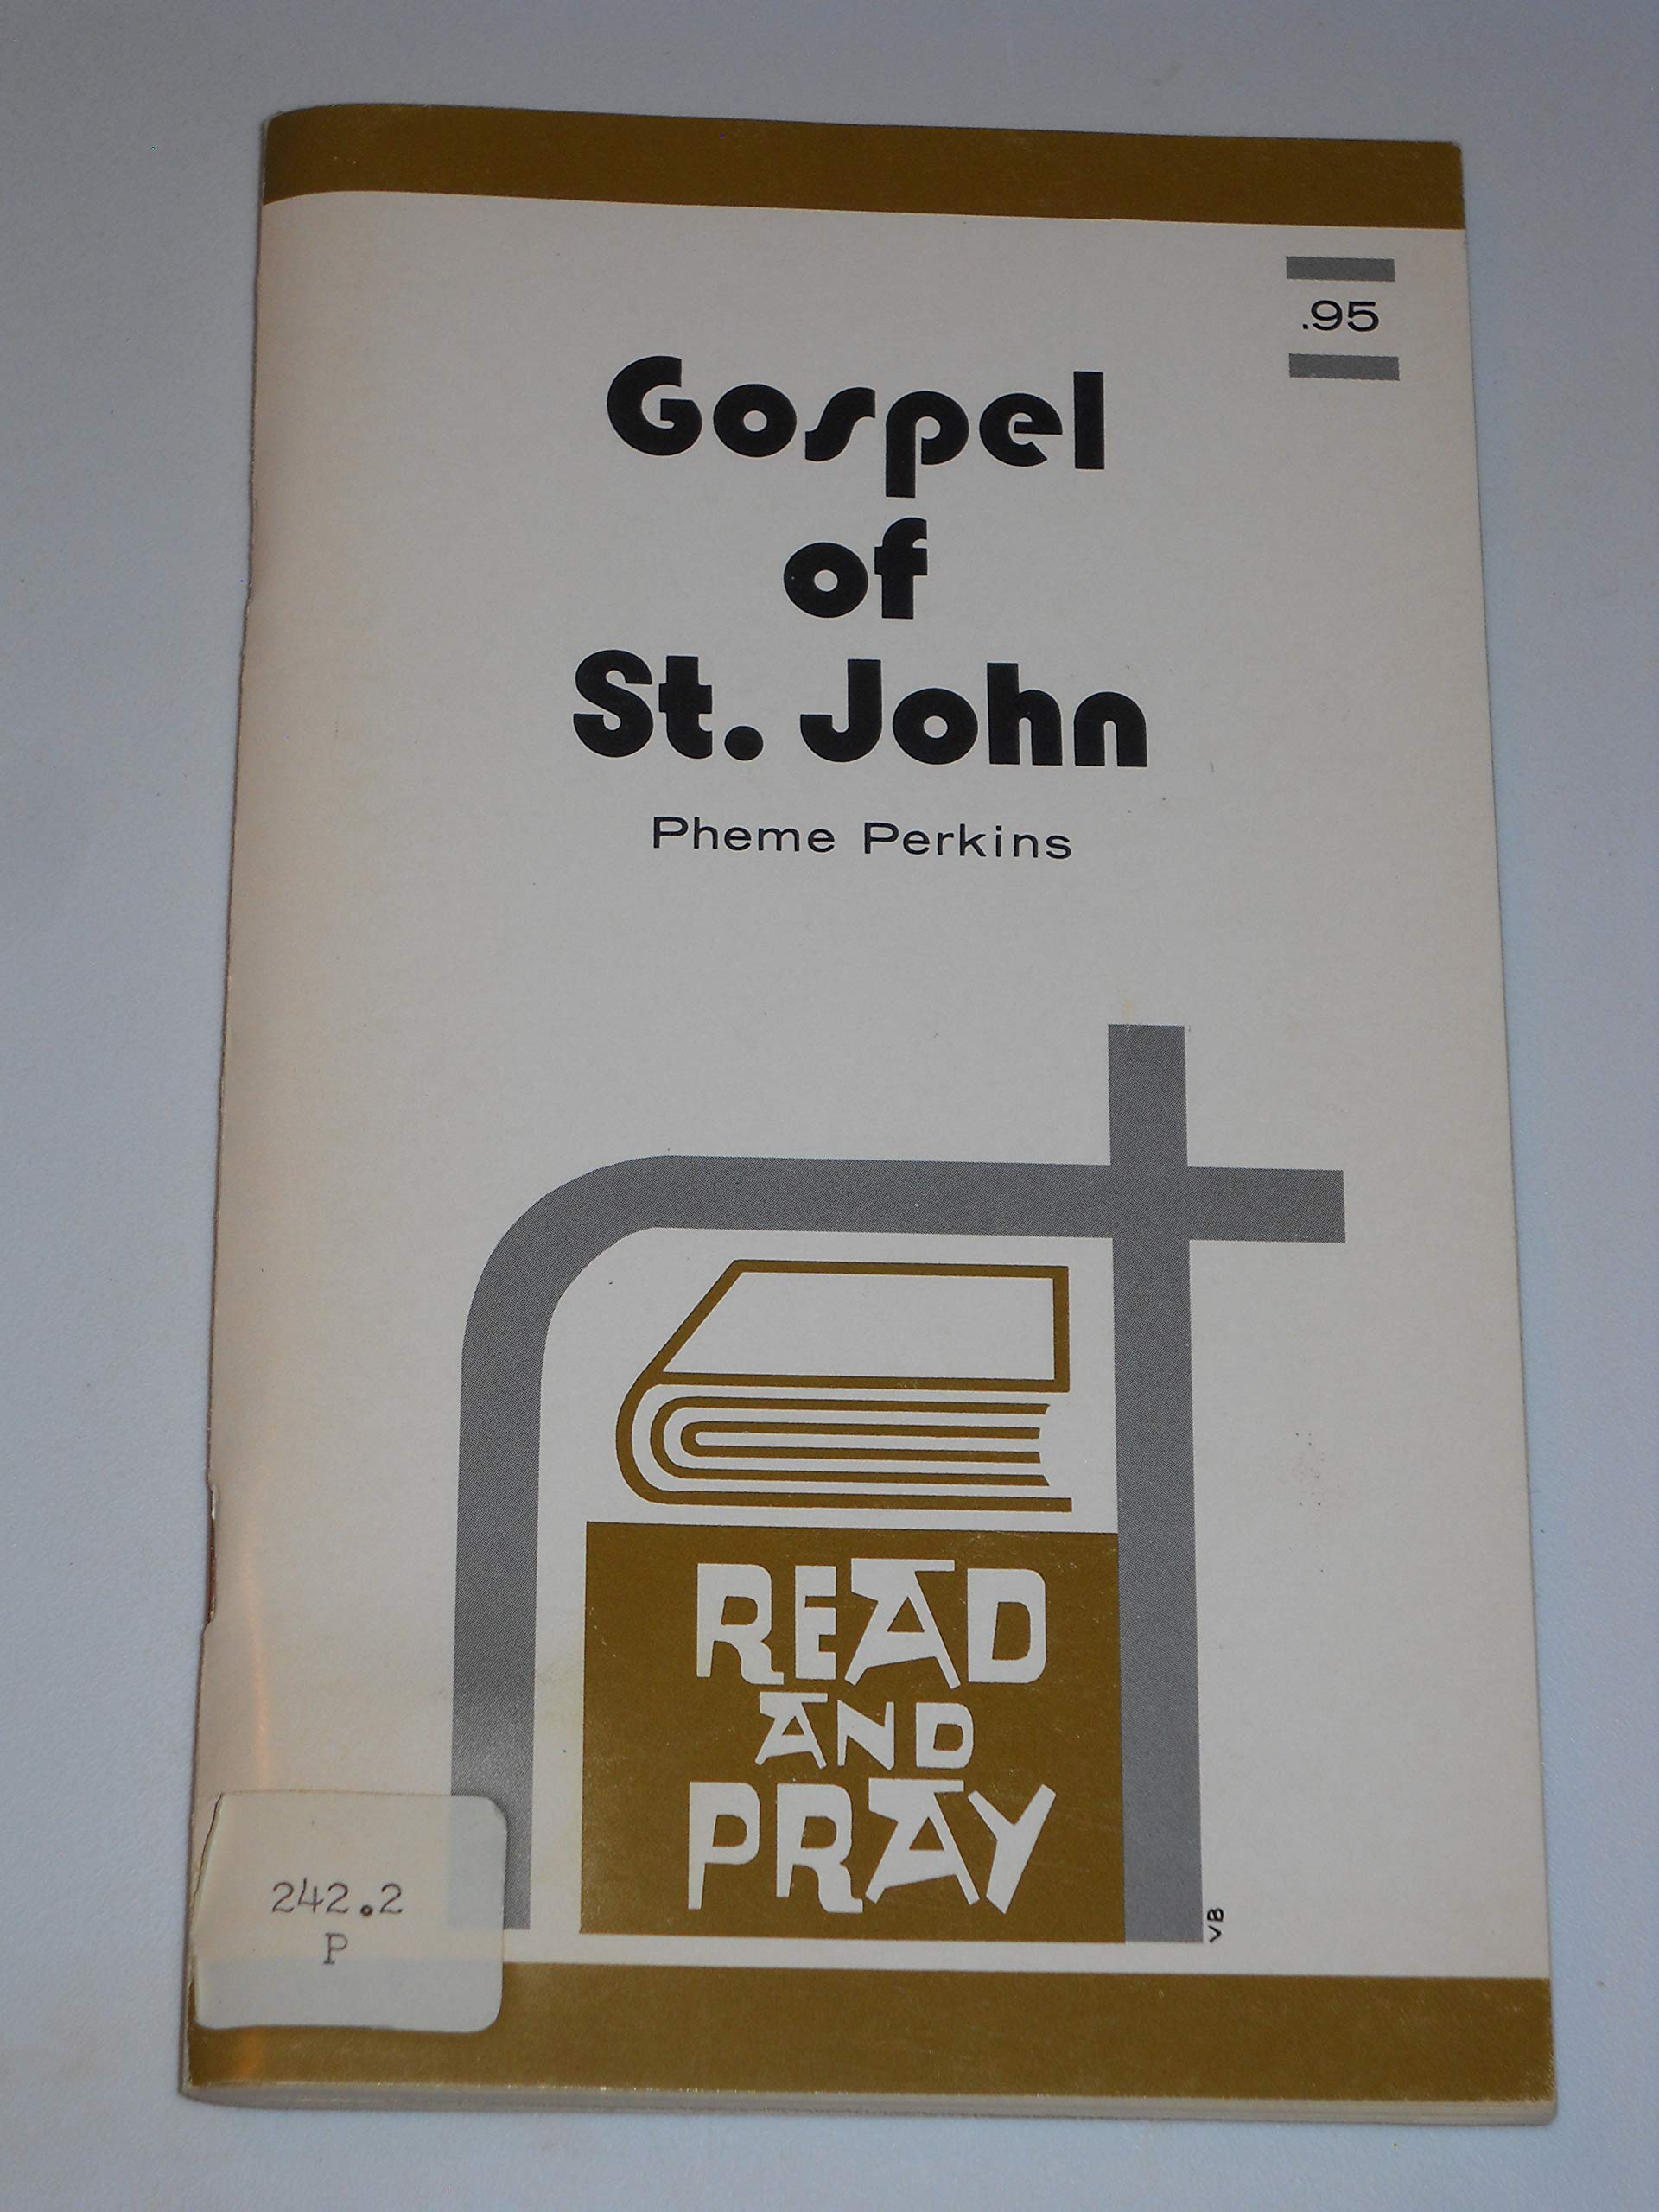 .95
Gospel
of
St. John
Pheme Perkins
READ
AND
PRAY
VB
242.2
P